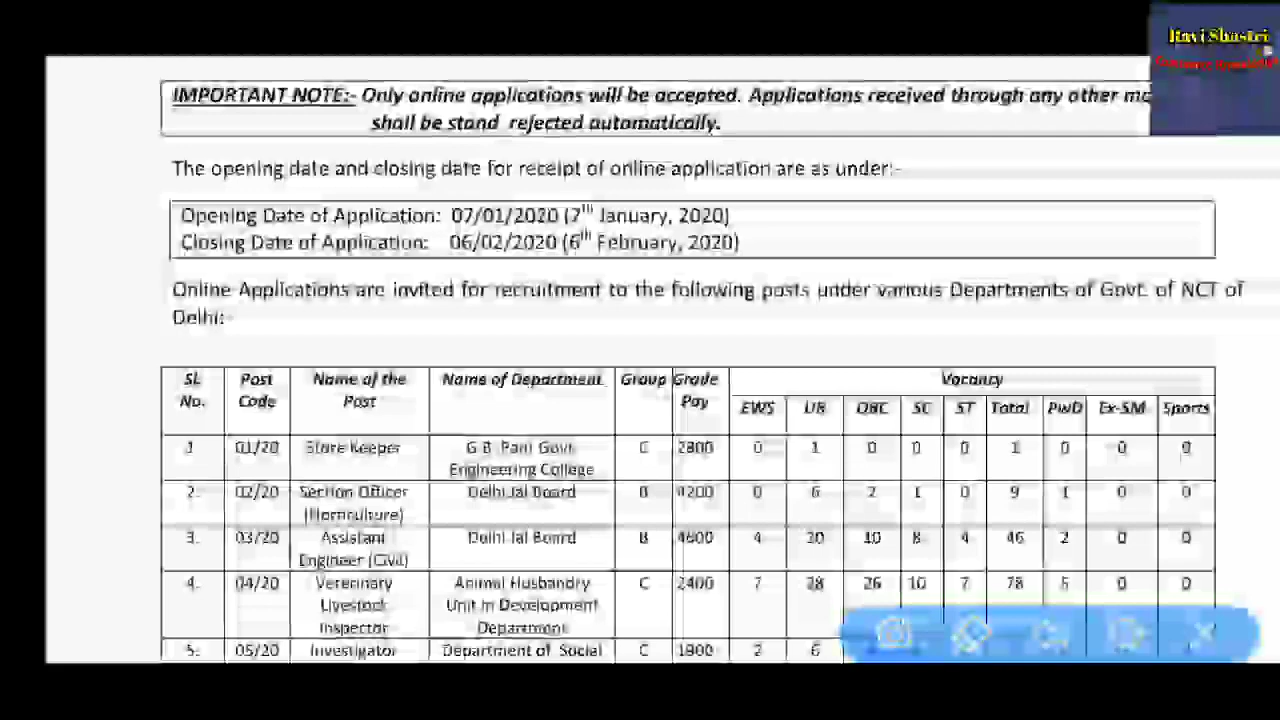 Ravi Shastri
IMPORTANT NOTE:- Only online applications will be accepted. Applications received through any other
shall be stand rejected automatically.
The opening date and closing date for receipt of online application are as under:-
Opening Date of Application: 07/01/2020 (7th January, 2020)
Closing Date of Application: 06/02/2020 (6th February, 2020)
Online Applications are invited for recruitment to the following posts under various Departments of Govt. of NCT of
Delhi:-
Sl. No. Post Code Name of the Post Name of Department Group Grade Pay Vacancy
EWS UR OBC SC ST Total PwD Ex-SM Sports
1 01/20 Store Keeper G B Pant Govt Engineering College C 2800 0 1 0 0 0 1 0 0 0
2. 02/20 Section Officer (Horticulture) Delhi Jal Board B 4200 0 6 2 1 0 9 1 0 0
3. 03/20 Assistant Engineer (Civil) Delhi Jal Board B 4600 4 20 10 8 4 46 2 0 0
4. 04/20 Veterinary Livestock Inspector Animal Husbandry Unit in Development Department C 2400 7 28 26 10 7 78 5 0 0
5. 05/20 Investigator Department of Social C 1900 2 6